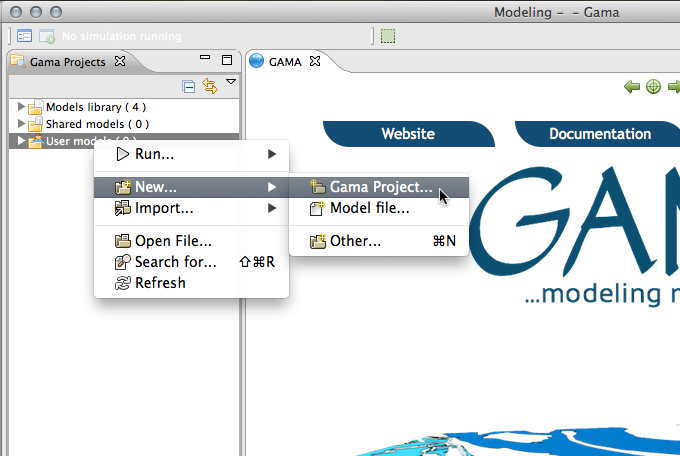 Modeling - - Gama
No simulation running
Gama Projects
GAMA
Models library ( 4 )
Shared models ( 0 )
User models ( 0 )
Website
Documentation
Run...
New...
Import...
Open File...
Search for... ⇧⌘R
Refresh
Gama Project...
Model file...
Other... ⌘N
GAM
...modeling m